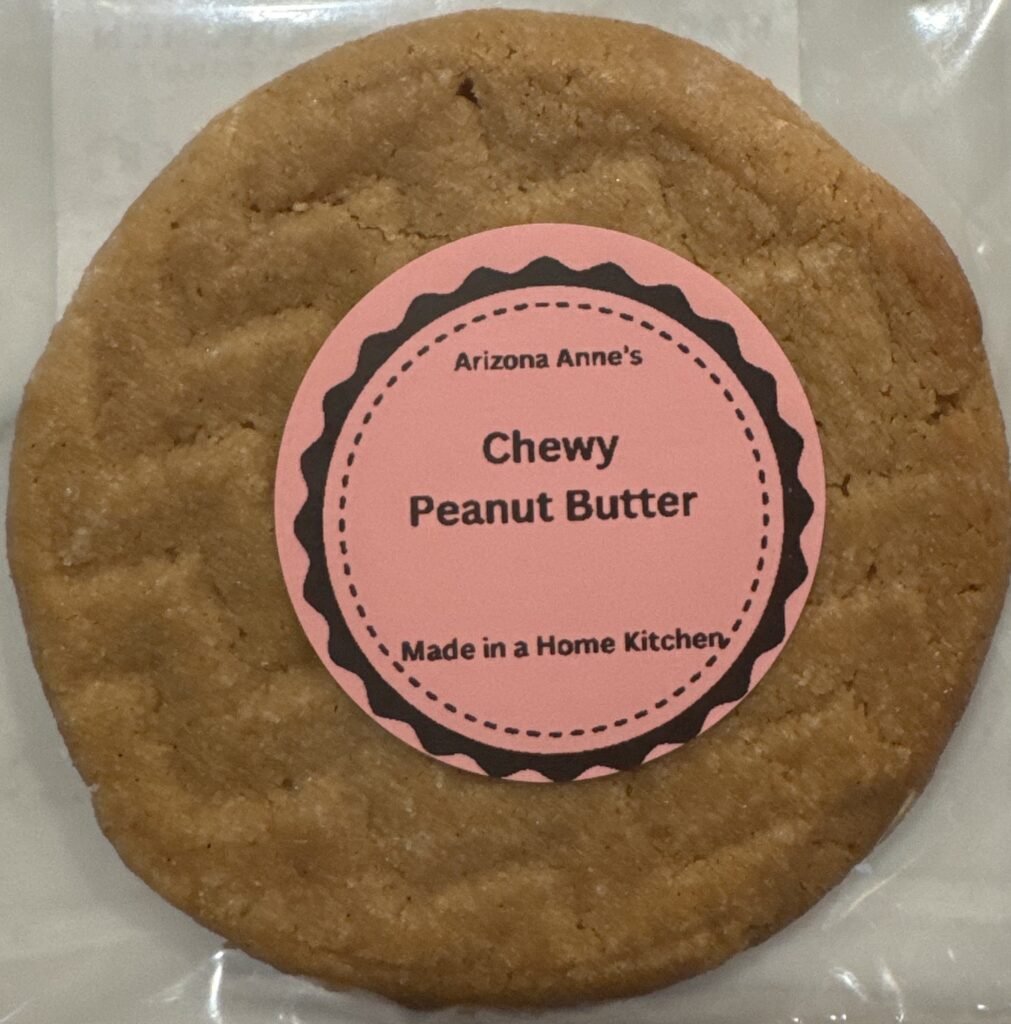 Arizona Anne's
Chewy
Peanut Butter
Made in a Home Kitchen